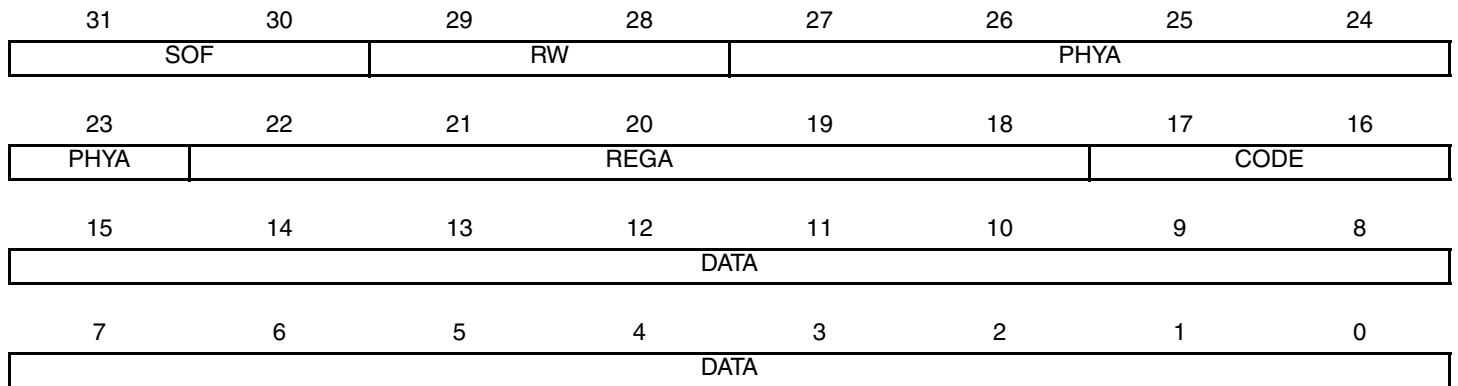 31 30 29 28 27 26 25 24
SOF RW PHYA
23 22 21 20 19 18 17 16
PHYA REGA CODE
15 14 13 12 11 10 9 8
DATA
7 6 5 4 3 2 1 0
DATA